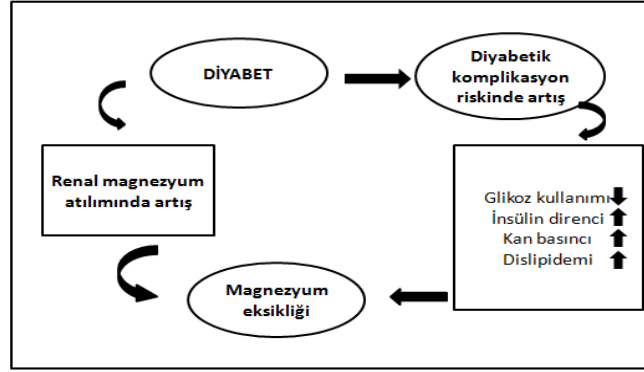 DİYABET
Diyabetik
komplikasyon
riskinde artış
Renal magnezyum
atılımında artış
Glikoz kullanımı
İnsülin direnci
Kan basıncı
Dislipidemi
Magnezyum
eksikliği